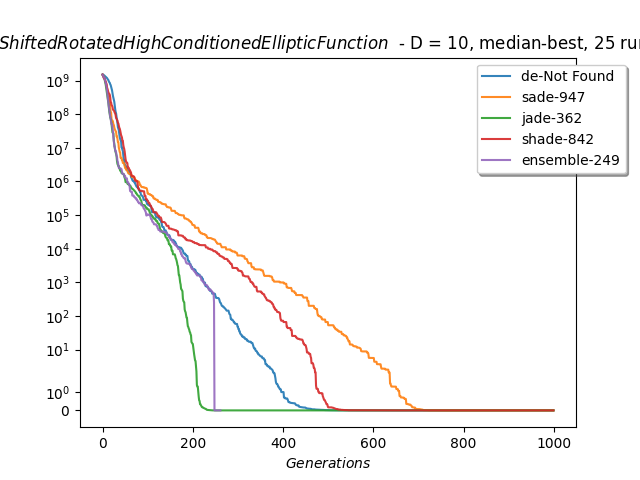 ShiftedRotatedHighConditionedEllipticFunction - D = 10, median-best, 25 run
de-Not Found
sade-947
jade-362
shade-842
ensemble-249
10⁹
10⁸
10⁷
10⁶
10⁵
10⁴
10³
10²
10¹
10⁰
0
0 200 400 600 800 1000
Generations